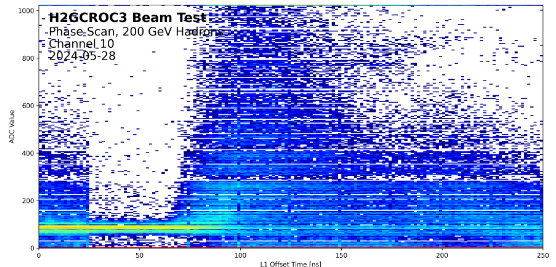 H2GCROC3 Beam Test
Phase Scan, 200 GeV Hadrons
Channel 10
2024-05-28
1000
800
600
400
200
0
ADC Value
0
50
100
150
200
250
L1 Offset Time [ns]